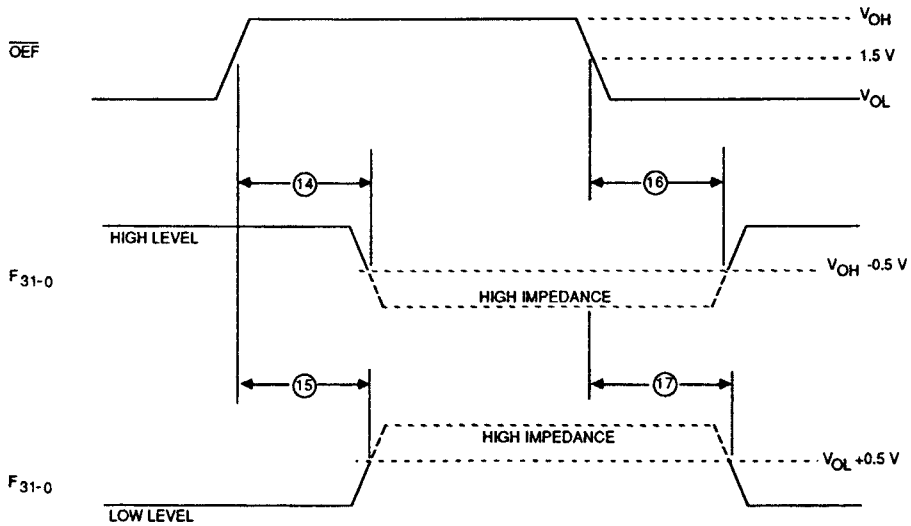 V_OH
OEF
1.5 V
V_OL
14
16
HIGH LEVEL
V_OH -0.5 V
F_31-0
HIGH IMPEDANCE
15
17
HIGH IMPEDANCE
V_OL +0.5 V
F_31-0
LOW LEVEL